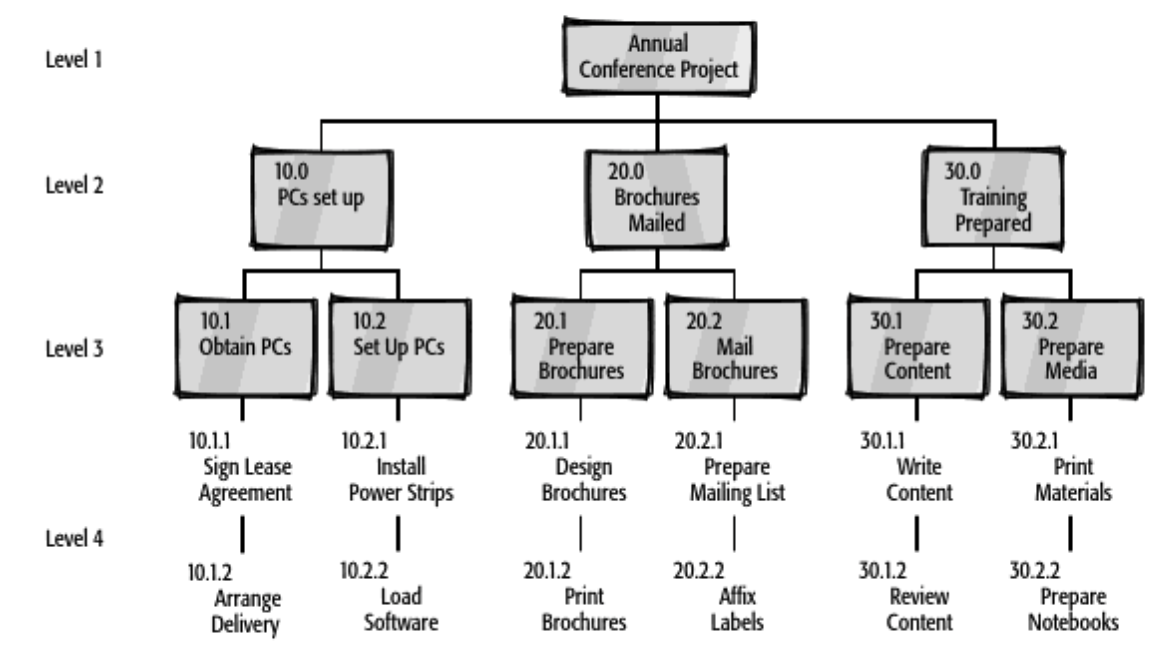 Level 1
Annual
Conference Project
Level 2
10.0
PCs set up
20.0
Brochures
Mailed
30.0
Training
Prepared
Level 3
10.1
Obtain PCs
10.2
Set Up PCs
20.1
Prepare
Brochures
20.2
Mail
Brochures
30.1
Prepare
Content
30.2
Prepare
Media
Level 4
10.1.1
Sign Lease
Agreement
10.2.1
Install
Power Strips
20.1.1
Design
Brochures
20.2.1
Prepare
Mailing List
30.1.1
Write
Content
30.2.1
Print
Materials
10.1.2
Arrange
Delivery
10.2.2
Load
Software
20.1.2
Print
Brochures
20.2.2
Affix
Labels
30.1.2
Review
Content
30.2.2
Prepare
Notebooks